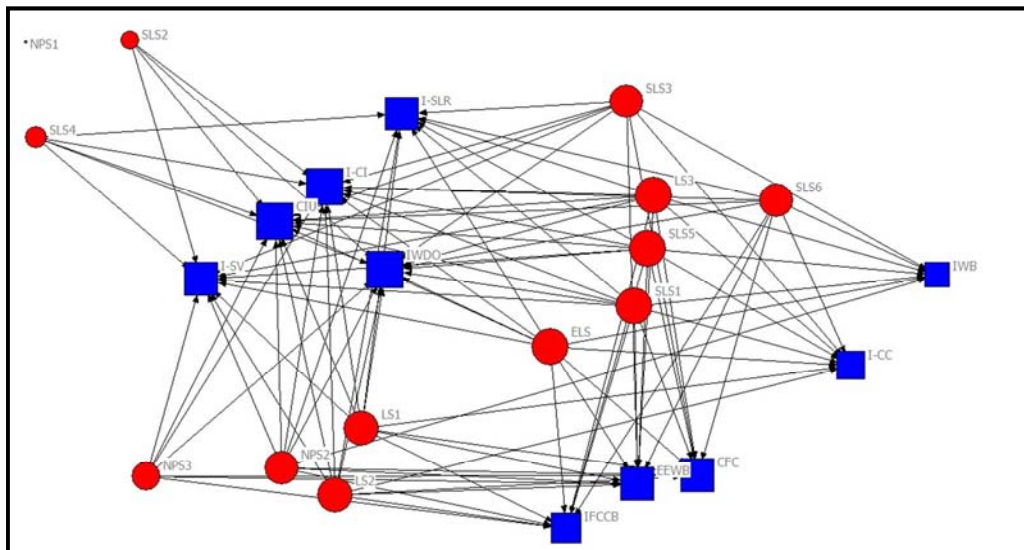 SLS2
NPS1
SLS3
I-SLR
SLS4
I-CI
LS3
SLS6
CIU
SLS5
IWDO
I-SV
IWB
SLS1
ELS
I-CC
LS1
NPS2
NPS3
EEWB
CFC
LS2
IFCCB